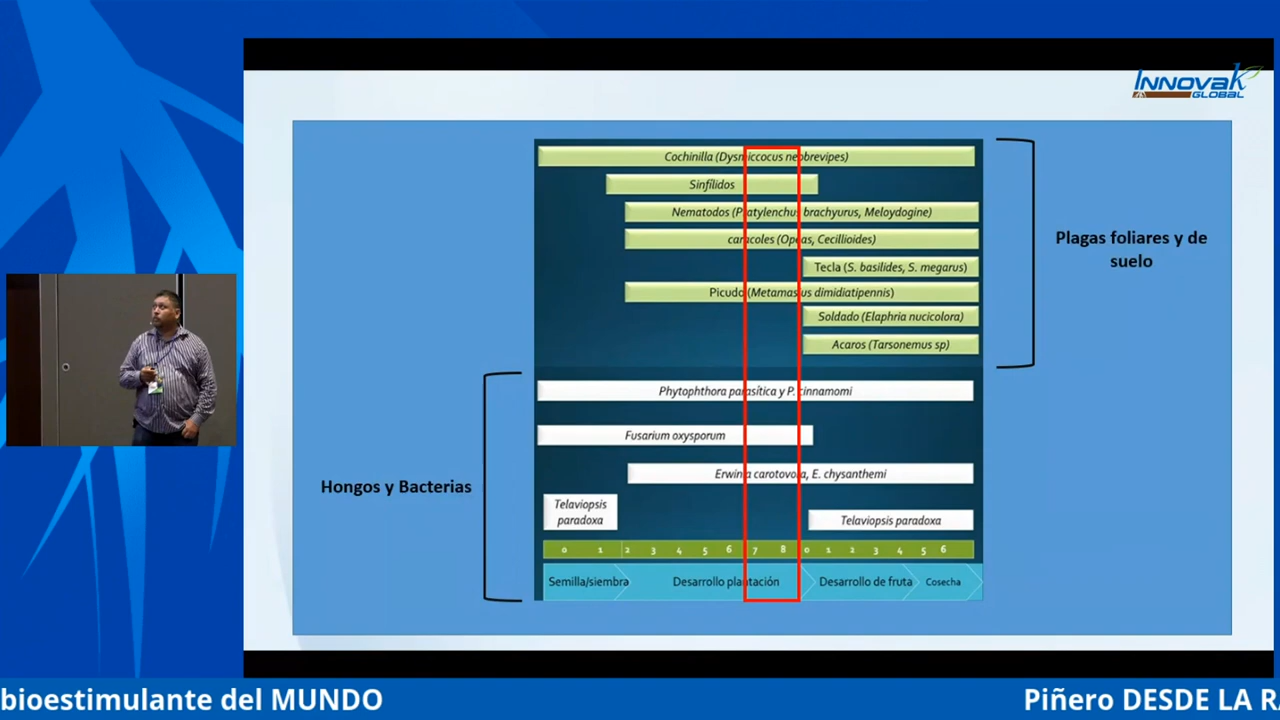 Innovak
GLOBAL
Cochinilla (Dysmiccocus neobrevipes)
Sinfílidos
Nematodos (Pratylenchus brachyurus, Meloydogine)
caracoles (Opeas, Cecillioides)
Tecla (S. basilides, S. megarus)
Picudo (Metamasius dimidiatipennis)
Soldado (Elaphria nucicolora)
Acaros (Tarsonemus sp)
Plagas foliares y de
suelo
Phytophthora parasítica y P. cinnamomi
Fusarium oxysporum
Erwinia carotovora, E. chysanthemi
Hongos y Bacterias
Telaviopsis
paradoxa
Telaviopsis paradoxa
0 1 2 3 4 5 6 7 8 0 1 2 3 4 5 6
Semilla/siembra Desarrollo plantación Desarrollo de fruta Cosecha
bioestimulante del MUNDO
Piñero DESDE LA